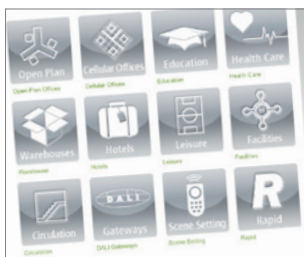 Open Plan Cellular Offices Education Health Care
Open Plan Offices Cellular Offices Education Health Care
Warehouses Hotels Leisure Facilities
Warehouse Hotels Leisure Facilities
DALI R
Circulation Gateways Scene Setting Rapid
Circulation DALI Gateways Scene Setting Rapid